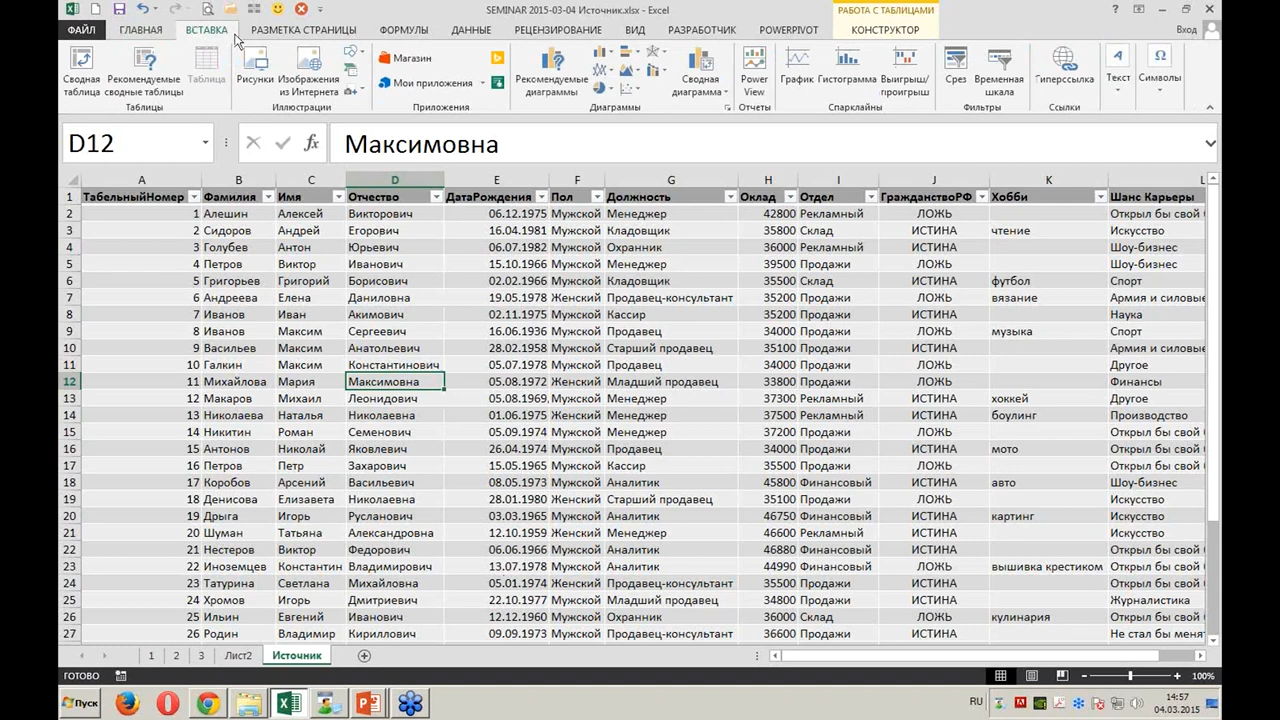 SEMINAR 2015-03-04 Источник.xlsx - Excel
РАБОТА С ТАБЛИЦАМИ
ФАЙЛ ГЛАВНАЯ ВСТАВКА РАЗМЕТКА СТРАНИЦЫ ФОРМУЛЫ ДАННЫЕ РЕЦЕНЗИРОВАНИЕ ВИД РАЗРАБОТЧИК POWERPIVOT КОНСТРУКТОР Вход
Сводная таблица Рекомендуемые сводные таблицы Таблица Рисунки Изображения из Интернета Магазин Мои приложения Рекомендуемые диаграммы Сводная диаграмма Power View График Гистограмма Выигрыш/проигрыш Срез Временная шкала Гиперссылка Текст Символы
Таблицы Иллюстрации Приложения Диаграммы Отчеты Спарклайны Фильтры Ссылки
D12 fx Максимовна
A B C D E F G H I J K L
1 ТабельныйНомер Фамилия Имя Отчество ДатаРождения Пол Должность Оклад Отдел ГражданствоРФ Хобби Шанс Карьеры
2 1 Алешин Алексей Викторович 06.12.1975 Мужской Менеджер 42800 Рекламный ЛОЖЬ Открыл бы свой
3 2 Сидоров Андрей Егорович 16.04.1981 Мужской Кладовщик 35800 Склад ИСТИНА чтение Искусство
4 3 Голубев Антон Юрьевич 06.07.1982 Мужской Охранник 36000 Рекламный ИСТИНА Шоу-бизнес
5 4 Петров Виктор Иванович 15.10.1966 Мужской Менеджер 39500 Продажи ЛОЖЬ Шоу-бизнес
6 5 Григорьев Григорий Борисович 02.02.1966 Мужской Кладовщик 35500 Склад ИСТИНА футбол Спорт
7 6 Андреева Елена Даниловна 19.05.1978 Женский Продавец-консультант 35200 Продажи ЛОЖЬ вязание Армия и силовые
8 7 Иванов Иван Акимович 02.11.1975 Мужской Кассир 35200 Продажи ЛОЖЬ Наука
9 8 Иванов Максим Сергеевич 16.06.1936 Мужской Продавец 34000 Продажи ЛОЖЬ музыка Спорт
10 9 Васильев Максим Анатольевич 28.02.1958 Мужской Старший продавец 35100 Продажи ЛОЖЬ Армия и силовые
11 10 Галкин Максим Константинович 05.07.1978 Мужской Продавец 34000 Продажи ЛОЖЬ Другое
12 11 Михайлова Мария Максимовна 05.08.1972 Женский Младший продавец 33800 Продажи ЛОЖЬ Финансы
13 12 Макаров Михаил Леонидович 05.08.1969 Мужской Менеджер 37300 Рекламный ИСТИНА хоккей Другое
14 13 Николаева Наталья Николаевна 01.06.1975 Женский Менеджер 37500 Рекламный ИСТИНА боулинг Производство
15 14 Никитин Роман Семенович 05.09.1974 Мужской Менеджер 37200 Продажи ИСТИНА Открыл бы свой
16 15 Антонов Николай Яковлевич 26.04.1974 Мужской Продавец 34000 Продажи ИСТИНА мото Искусство
17 16 Петров Петр Захарович 15.05.1965 Мужской Кассир 35500 Продажи ЛОЖЬ Открыл бы свой
18 17 Коробов Арсений Васильевич 08.05.1973 Мужской Аналитик 45800 Финансовый ИСТИНА авто Шоу-бизнес
19 18 Денисова Елизавета Николаевна 28.01.1980 Женский Старший продавец 35100 Продажи ЛОЖЬ Искусство
20 19 Дрыга Игорь Русланович 03.03.1965 Мужской Аналитик 46750 Финансовый ИСТИНА картинг Искусство
21 20 Шуман Татьяна Александровна 12.10.1959 Женский Менеджер 46600 Рекламный ИСТИНА Искусство
22 21 Нестеров Виктор Федорович 06.06.1966 Мужской Аналитик 46880 Финансовый ИСТИНА Открыл бы свой
23 22 Иноземцев Константин Владимирович 13.07.1978 Мужской Аналитик 44990 Финансовый ЛОЖЬ вышивка крестиком Открыл бы свой
24 23 Татурина Светлана Михайловна 05.01.1974 Женский Продавец-консультант 35500 Продажи ИСТИНА Открыл бы свой
25 24 Хромов Игорь Дмитриевич 22.10.1977 Мужской Младший продавец 34800 Продажи ИСТИНА Журналистика
26 25 Ильин Евгений Иванович 12.12.1960 Мужской Охранник 36000 Склад ИСТИНА кулинария Открыл бы свой
27 26 Родин Владимир Кириллович 09.09.1973 Мужской Продавец-консультант 36600 Продажи ИСТИНА Не стал бы меня
1 2 3 Лист2 Источник
ГОТОВО 100%
Пуск RU 14:57
04.03.2015